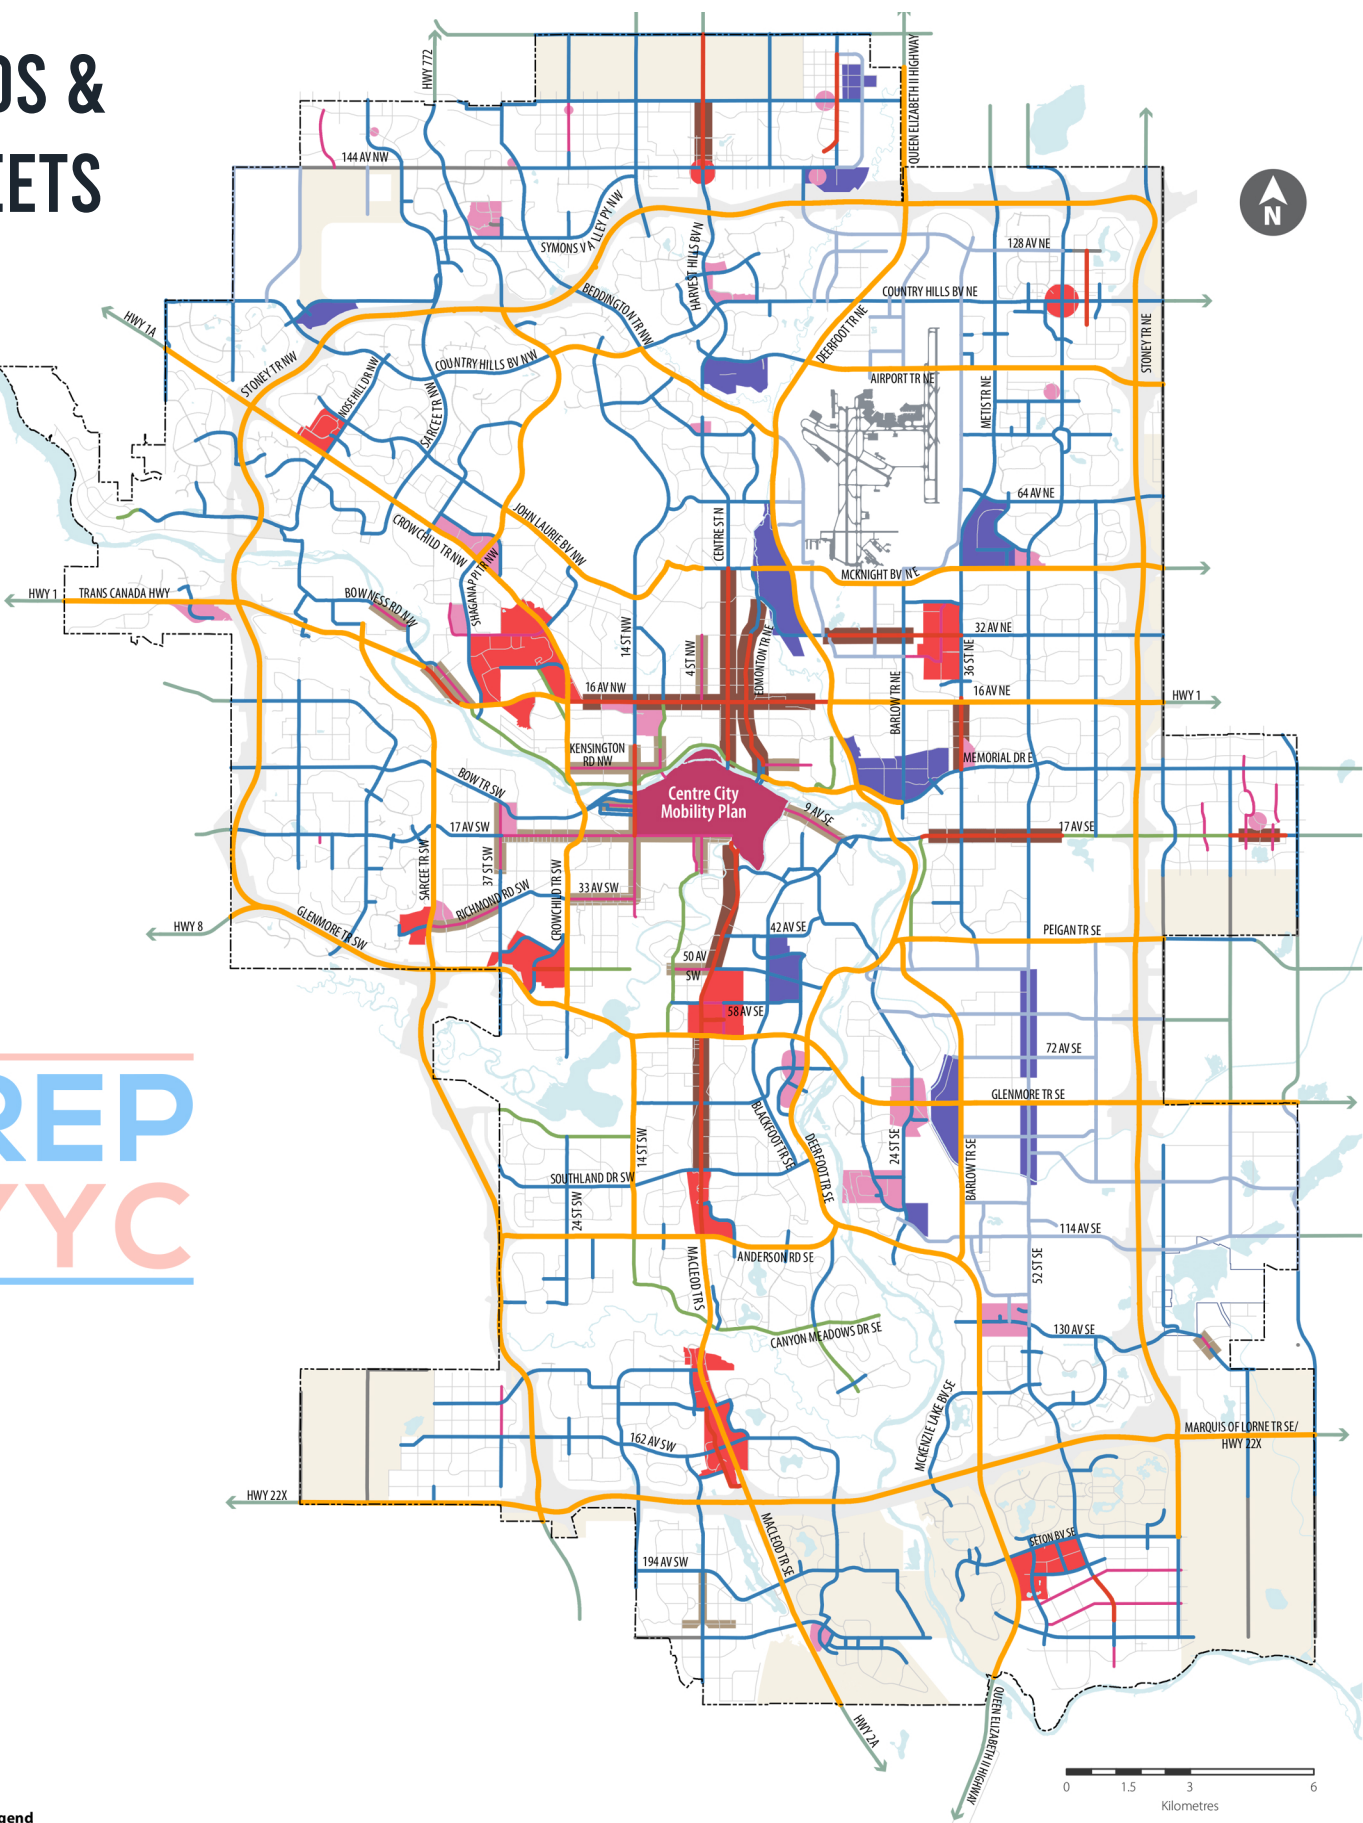 DS &
EETS
HWY 772
QUEEN ELIZABETH II HIGHWAY
144 AV NW
N
SYMONS VALLEY PY NW
HARVEST HILLS BV N
128 AV NE
COUNTRY HILLS BV NE
BEDDINGTON TR NW
HWY 1A
DEERFOOT TR NE
STONEY TR NE
STONEY TR NW
NOSE HILL DR NW
COUNTRY HILLS BV NW
AIRPORT TR NE
SARCEE TR NW
METIS TR NE
64 AV NE
JOHN LAURIE BV NW
CENTRE ST N
CROWCHILD TR NW
SHAGANAPPI TR NW
MCKNIGHT BV NE
HWY 1
TRANS CANADA HWY
BOWNESS RD NW
14 ST NW
4 ST NW
EDMONTON TR NE
32 AV NE
36 ST NE
16 AV NW
16 AV NE
HWY 1
BARLOW TR NE
KENSINGTON
RD NW
MEMORIAL DR E
BOW TR SW
Centre City
Mobility Plan
9 AV SE
17 AV SW
17 AV SE
37 ST SW
SARCEE TR SW
CROWCHILD TR SW
33 AV SW
RICHMOND RD SW
HWY 8
GLENMORE TR SW
42 AV SE
PEIGAN TR SE
50 AV
SW
58 AV SE
72 AV SE
REP
YYC
GLENMORE TR SE
BLACKFOOT TR SE
14 ST SW
24 ST SE
DEERFOOT TR SE
BARLOW TR SE
SOUTHLAND DR SW
24 ST SW
114 AV SE
ANDERSON RD SE
MACLEOD TR S
52 ST SE
CANYON MEADOWS DR SE
130 AV SE
MCKENZIE LAKE BV SE
162 AV SW
MARQUIS OF LORNE TR SE/
HWY 22X
HWY 22X
MACLEOD TR SE
SETON BV SE
194 AV SW
HWY 2A
QUEEN ELIZABETH II HIGHWAY
0 1.5 3 6
Kilometres
gend